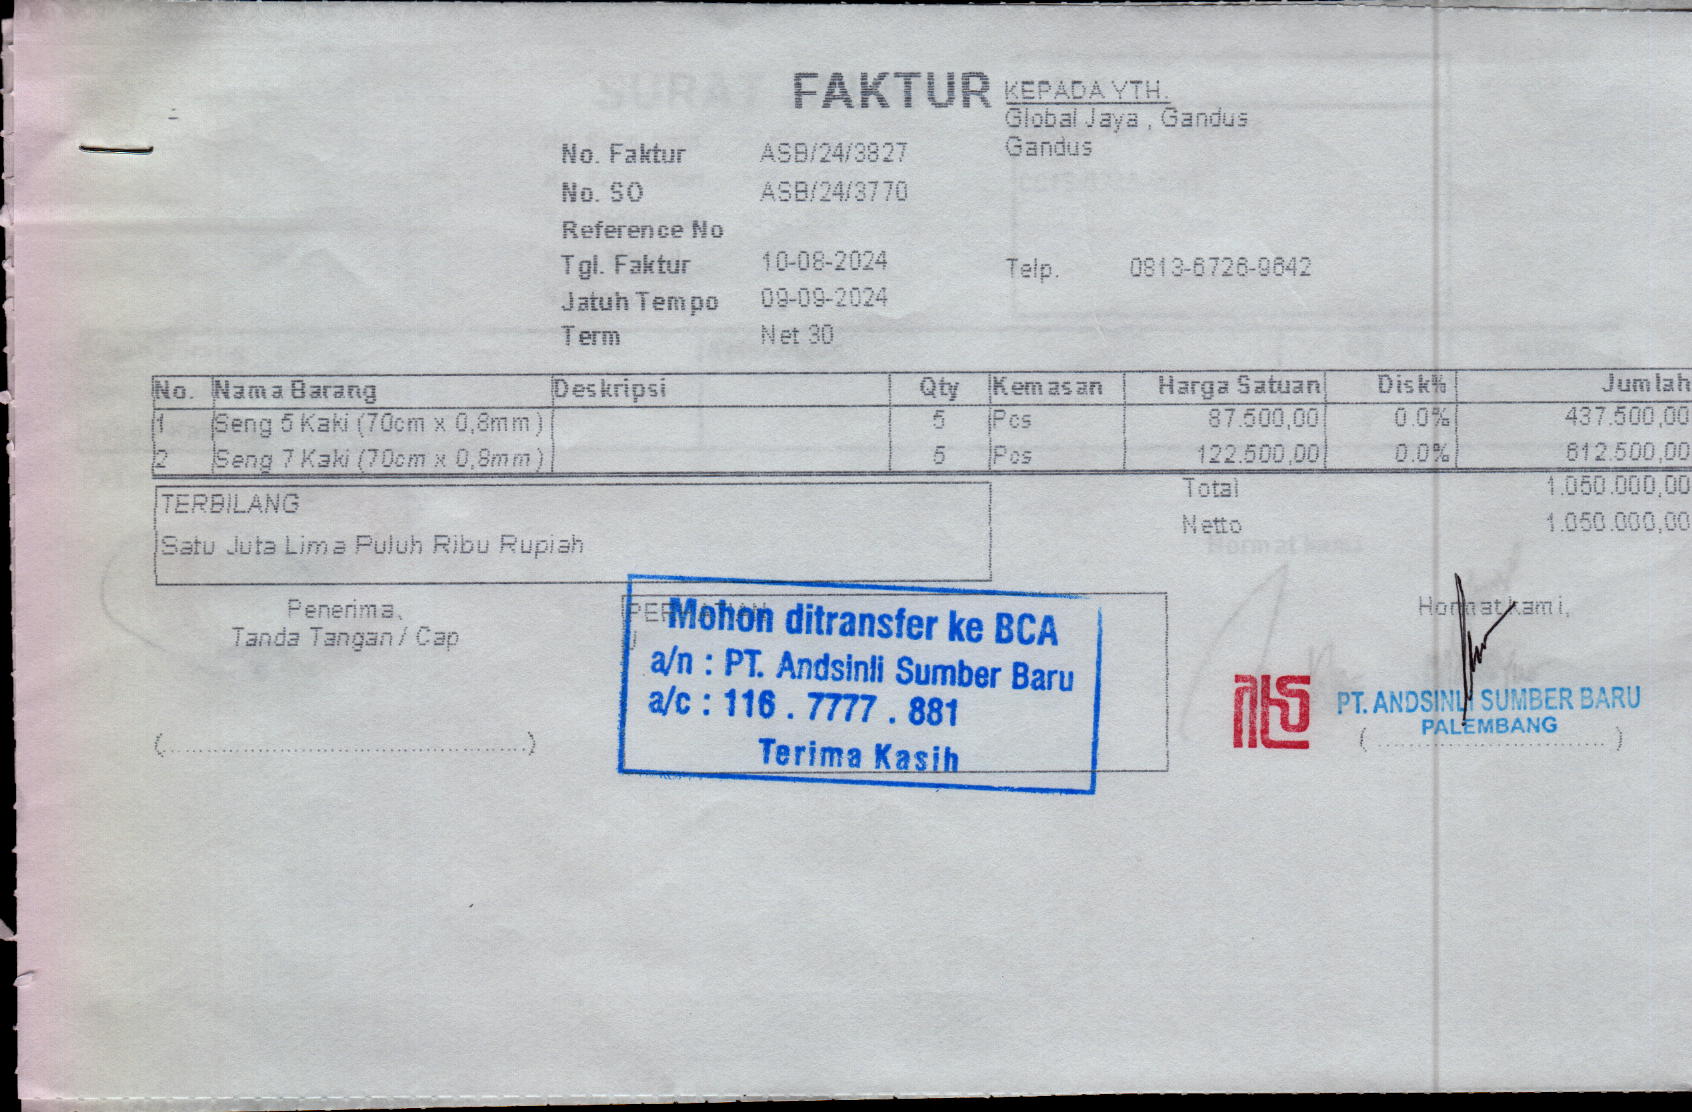 FAKTUR
No. Faktur ASB/24/3827
No. SO ASB/24/3770
Reference No
Tgl. Faktur 10-08-2024
Jatuh Tempo 09-09-2024
Term Net 30
KEPADA YTH.
Global Jaya , Gandus
Gandus
Telp. 0813-6726-9642
No. Nama Barang Deskripsi Qty Kemasan Harga Satuan Disk% Jumlah
1 Seng 5 Kaki (70cm x 0,8mm) 5 Pcs 87.500,00 0.0% 437.500,00
2 Seng 7 Kaki (70cm x 0,8mm) 5 Pcs 122.500,00 0.0% 612.500,00
Total 1.050.000,00
Netto 1.050.000,00
TERBILANG
Satu Juta Lima Puluh Ribu Rupiah
Penerima,
Tanda Tangan / Cap
(........................................)
Mohon ditransfer ke BCA
a/n : PT. Andsinli Sumber Baru
a/c : 116 . 7777 . 881
Terima Kasih
Hormat kami,
PT. ANDSINLI SUMBER BARU
PALEMBANG
(..............................)